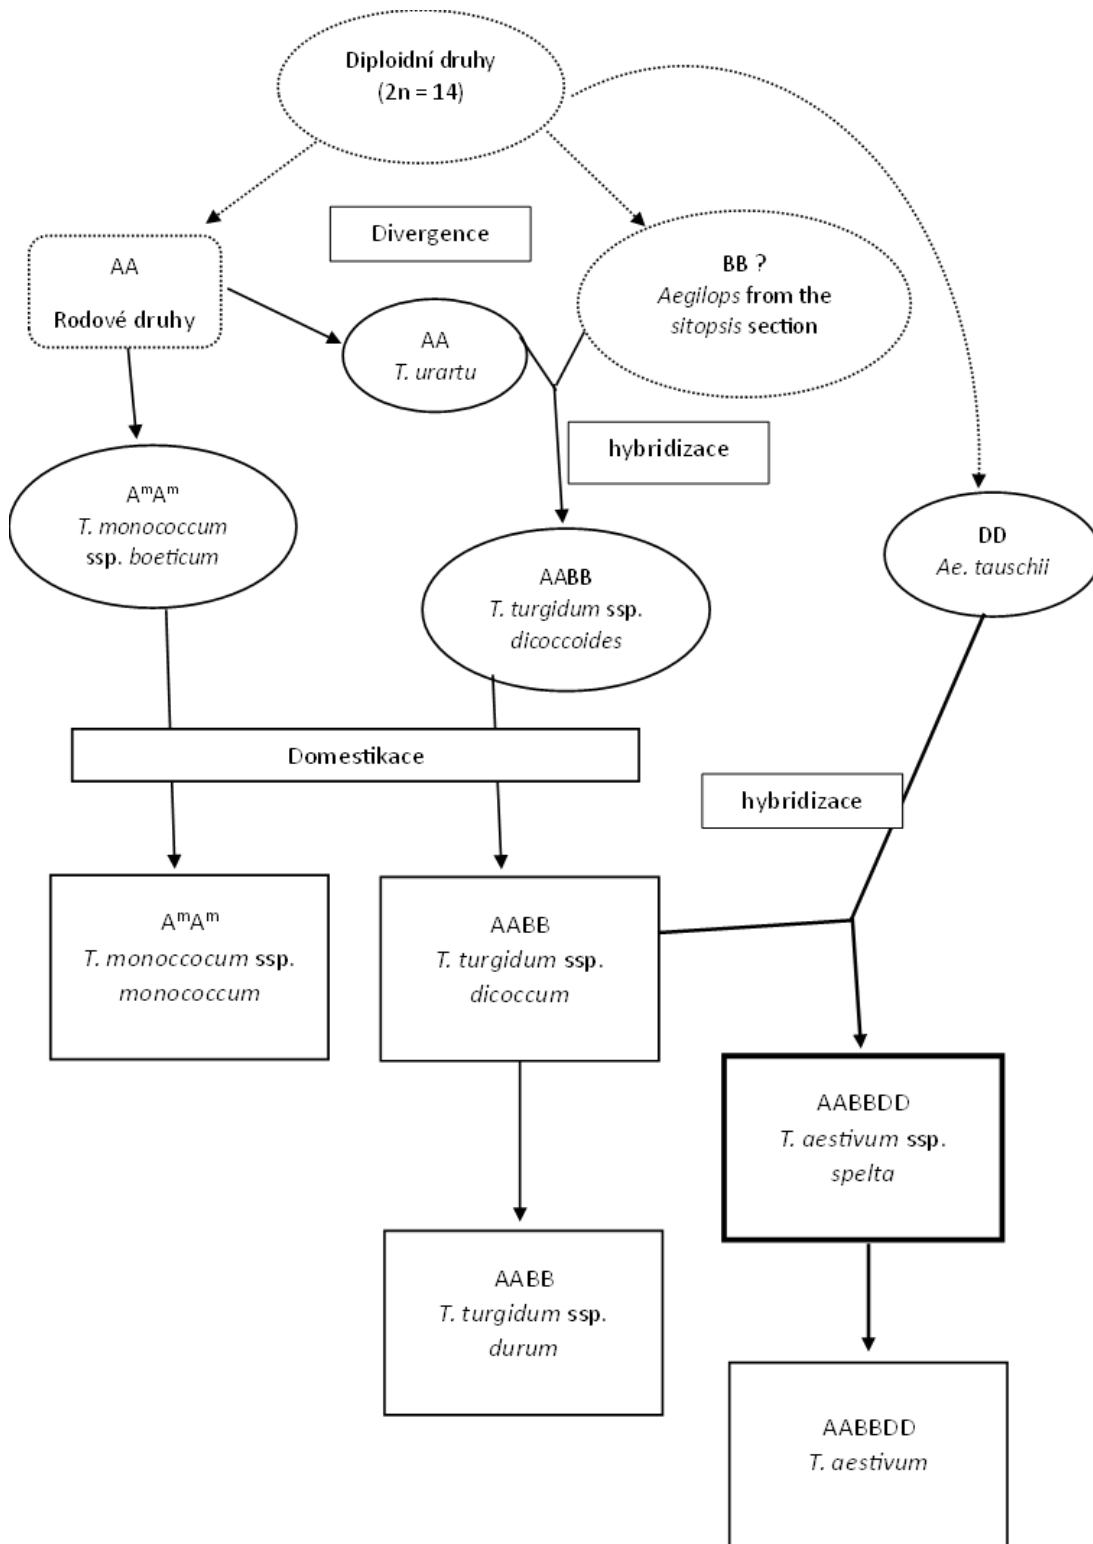 Diploidní druhy
(2n = 14)
Divergence
AA
Rodové druhy
BB ?
Aegilops from the
sitopsis section
AA
T. urartu
hybridizace
AᵐAᵐ
T. monococcum
ssp. boeticum
DD
Ae. tauschii
AABB
T. turgidum ssp.
dicoccoides
Domestikace
hybridizace
AᵐAᵐ
T. monoccocum ssp.
monococcum
AABB
T. turgidum ssp.
dicoccum
AABBDD
T. aestivum ssp.
spelta
AABB
T. turgidum ssp.
durum
AABBDD
T. aestivum